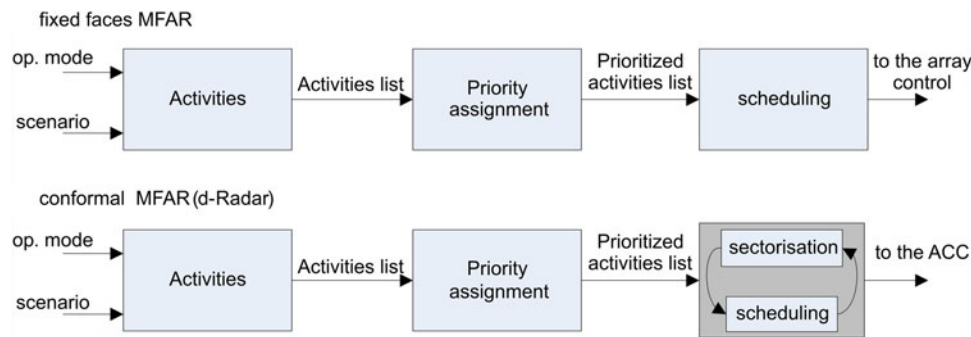 fixed faces MFAR
op. mode
scenario
Activities
Activities list
Priority
assignment
Prioritized
activities list
scheduling
to the array
control
conformal MFAR (d-Radar)
op. mode
scenario
Activities
Activities list
Priority
assignment
Prioritized
activities list
sectorisation
scheduling
to the ACC